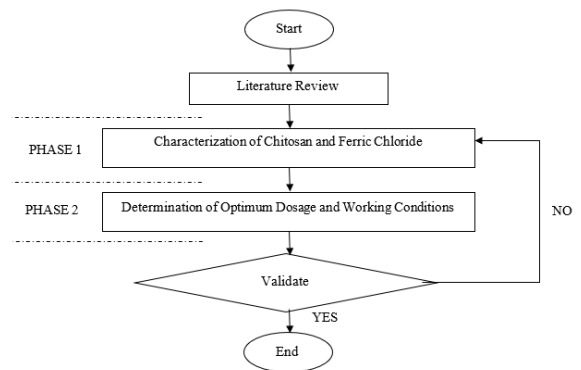 Start
Literature Review
PHASE 1
Characterization of Chitosan and Ferric Chloride
PHASE 2
Determination of Optimum Dosage and Working Conditions
NO
Validate
YES
End